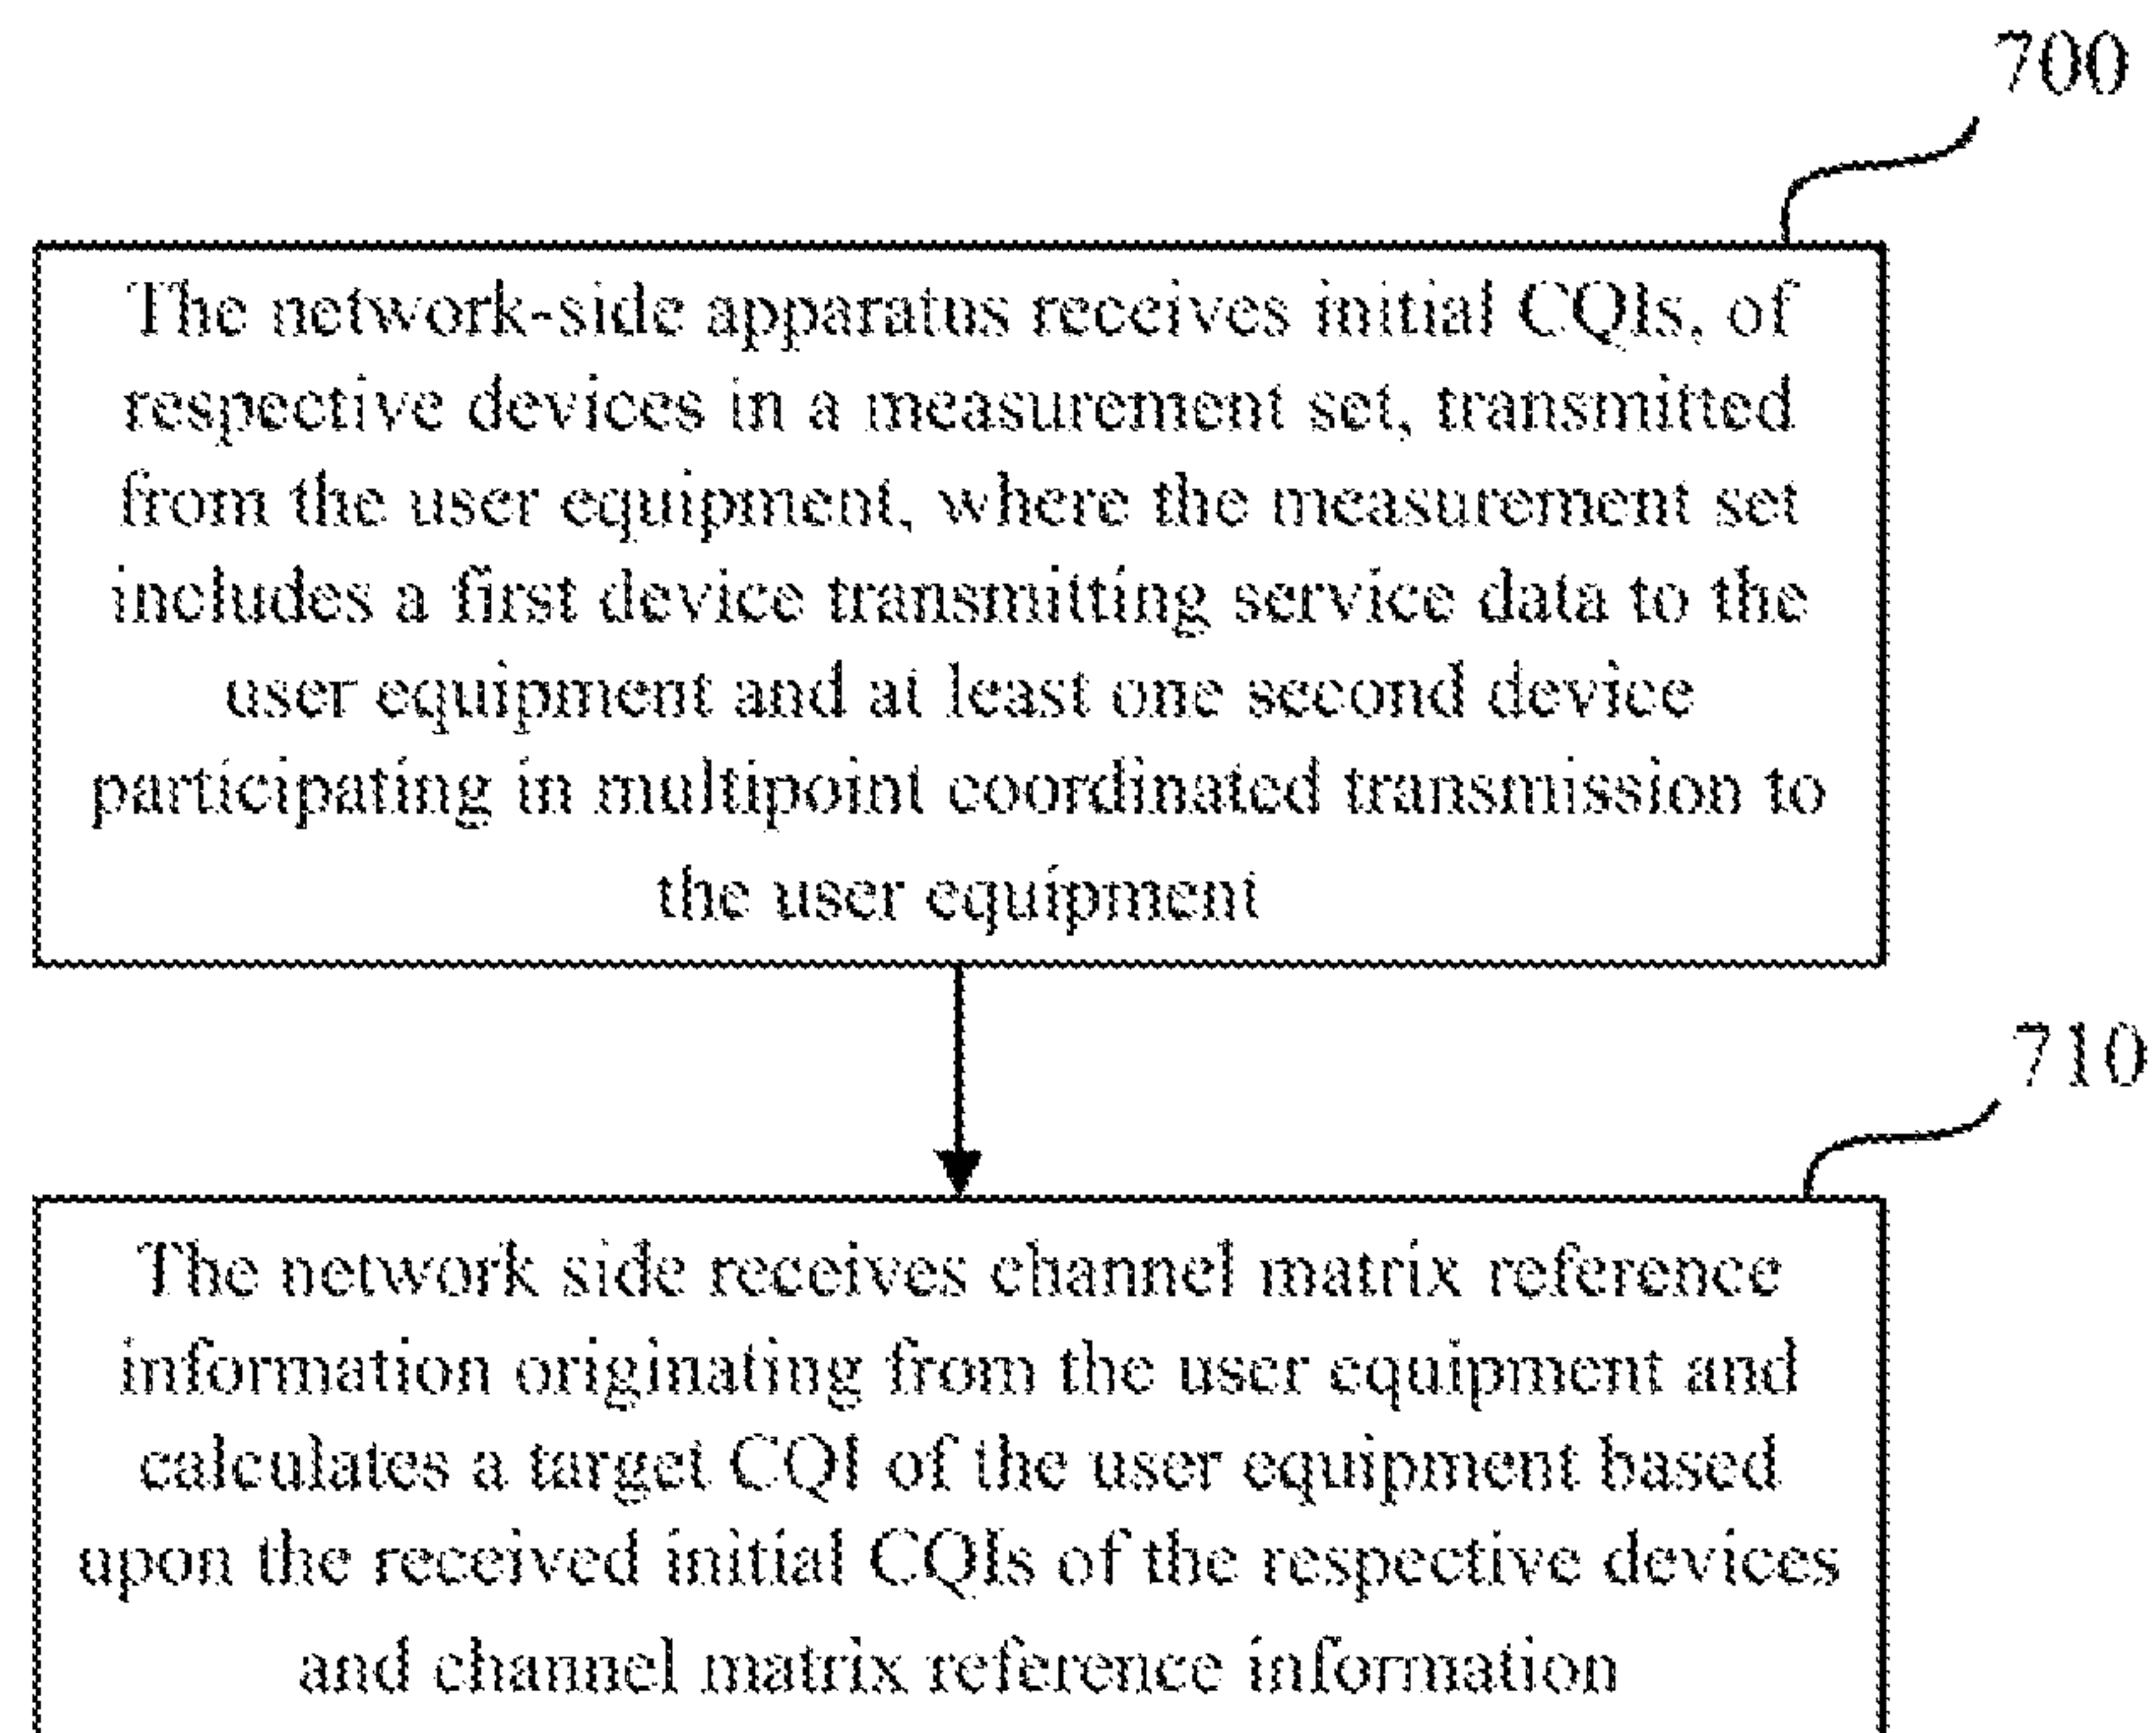 700
The network-side apparatus receives initial CQIs, of
respective devices in a measurement set, transmitted
from the user equipment, where the measurement set
includes a first device transmitting service data to the
user equipment and at least one second device
participating in multipoint coordinated transmission to
the user equipment
710
The network side receives channel matrix reference
information originating from the user equipment and
calculates a target CQI of the user equipment based
upon the received initial CQIs of the respective devices
and channel matrix reference information